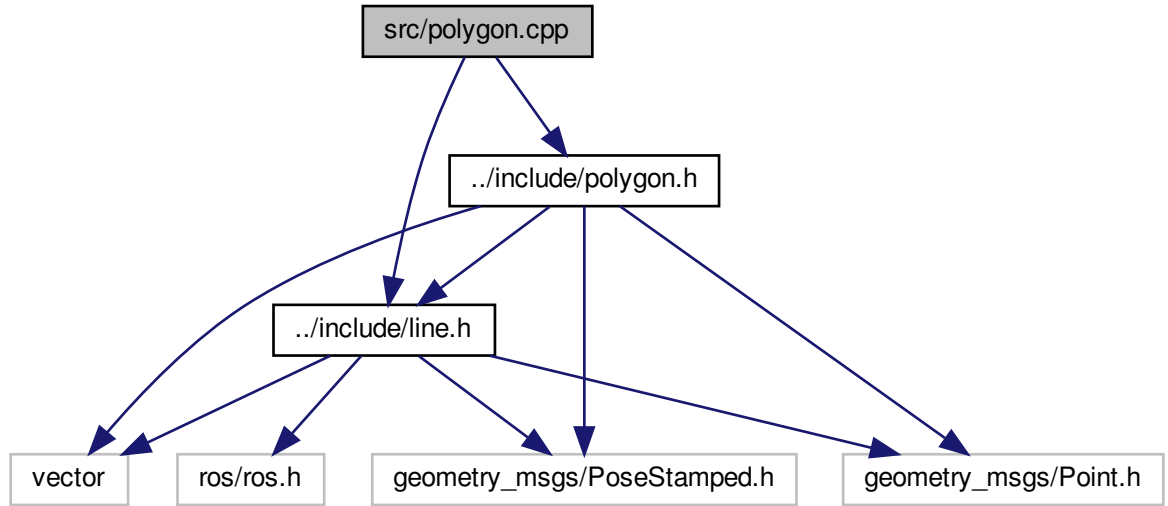 src/polygon.cpp
../include/polygon.h
../include/line.h
vector
ros/ros.h
geometry_msgs/PoseStamped.h
geometry_msgs/Point.h